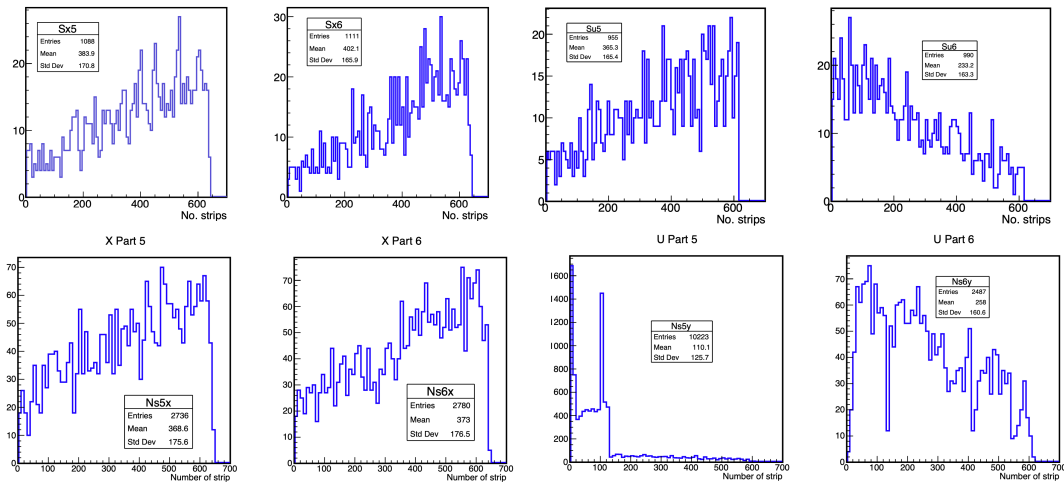 Sx5
Entries 1088
Mean 383.9
Std Dev 170.8
20
10
0
0 200 400 600
No. strips
Sx6
Entries 1111
Mean 402.1
Std Dev 165.9
30
20
10
0
0 200 400 600
No. strips
Su5
Entries 955
Mean 365.3
Std Dev 165.4
20
15
10
5
0
0 200 400 600
No. strips
Su6
Entries 990
Mean 233.2
Std Dev 163.3
20
10
0
0 200 400 600
No. strips
X Part 5
X Part 6
U Part 5
U Part 6
70
60
50
40
30
20
10
0
Ns5x
Entries 2736
Mean 368.6
Std Dev 175.6
0 100 200 300 400 500 600 700
Number of strip
70
60
50
40
30
20
10
0
Ns6x
Entries 2780
Mean 373
Std Dev 176.5
0 100 200 300 400 500 600 700
Number of strip
1600
1400
1200
1000
800
600
400
200
0
Ns5y
Entries 10223
Mean 110.1
Std Dev 125.7
0 100 200 300 400 500 600 700
Number of strip
70
60
50
40
30
20
10
0
Ns6y
Entries 2487
Mean 258
Std Dev 160.6
0 100 200 300 400 500 600 700
Number of strip